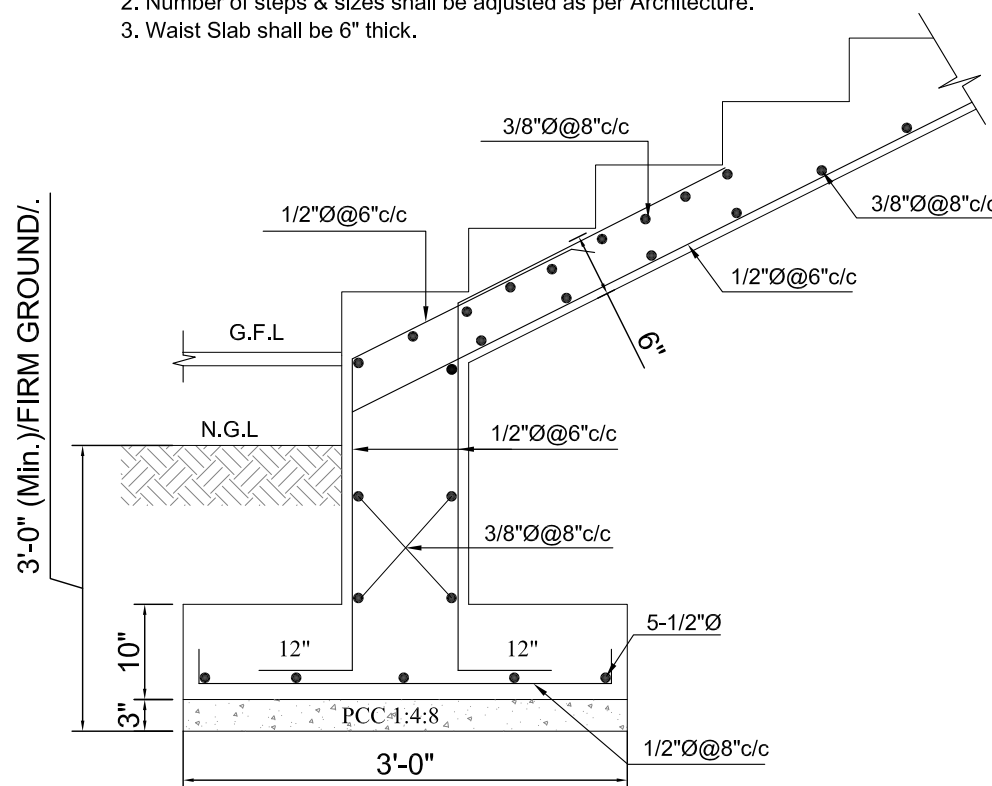 2. Number of steps & sizes shall be adjusted as per Architecture.
3. Waist Slab shall be 6" thick.
3/8"Ø@8"c/c
3/8"Ø@8"c/c
1/2"Ø@6"c/c
1/2"Ø@6"c/c
6"
G.F.L
N.G.L
3'-0" (Min.)/FIRM GROUND/.
1/2"Ø@6"c/c
3/8"Ø@8"c/c
5-1/2"Ø
10"
12"
12"
3"
PCC 1:4:8
1/2"Ø@8"c/c
3'-0"